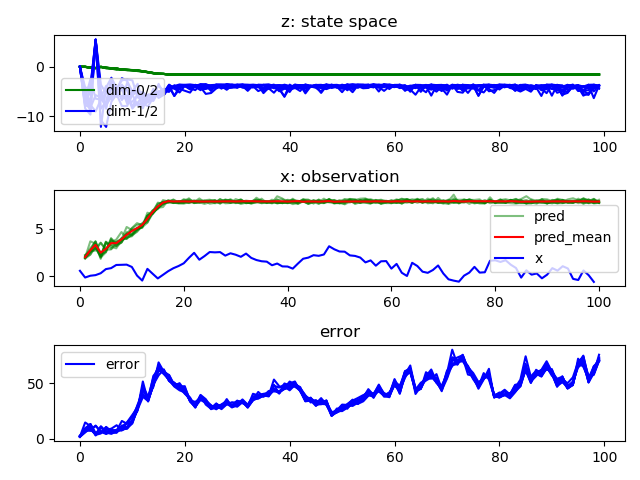 z: state space
0
−10
dim-0/2
dim-1/2
0 20 40 60 80 100
x: observation
5
0
pred
pred_mean
x
0 20 40 60 80 100
error
50
0
error
0 20 40 60 80 100